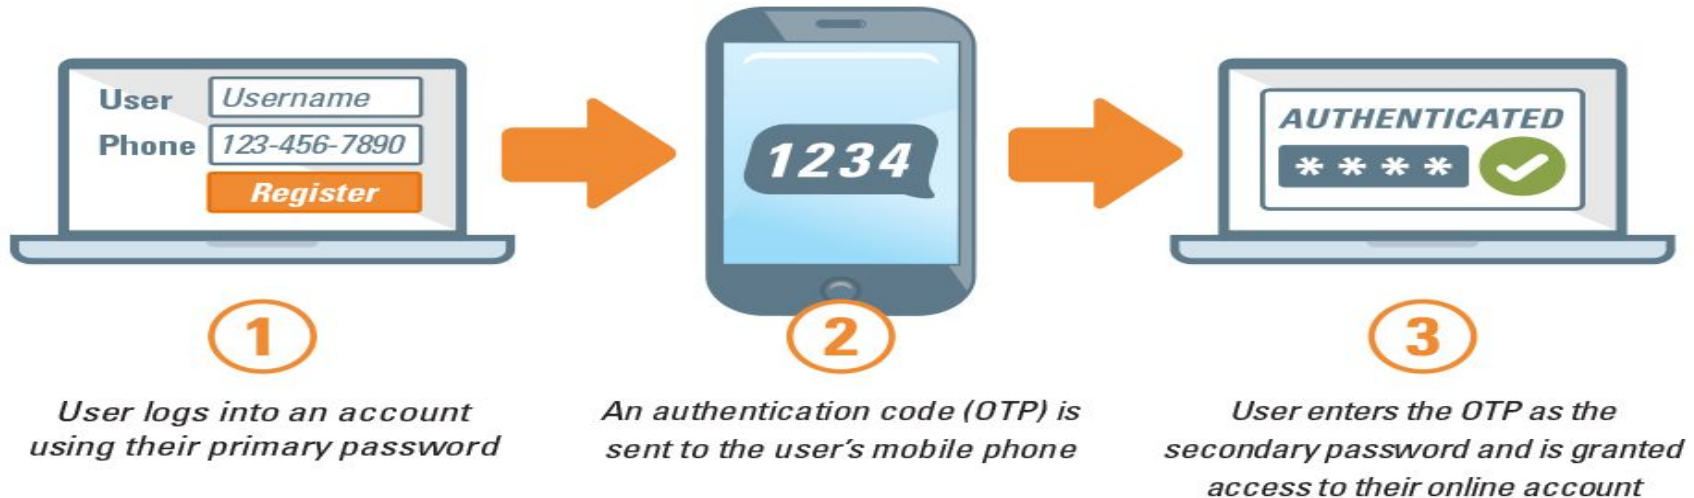 User Username
Phone 123-456-7890
Register
1234
AUTHENTICATED
* * * *
1
User logs into an account
using their primary password
2
An authentication code (OTP) is
sent to the user's mobile phone
3
User enters the OTP as the
secondary password and is granted
access to their online account